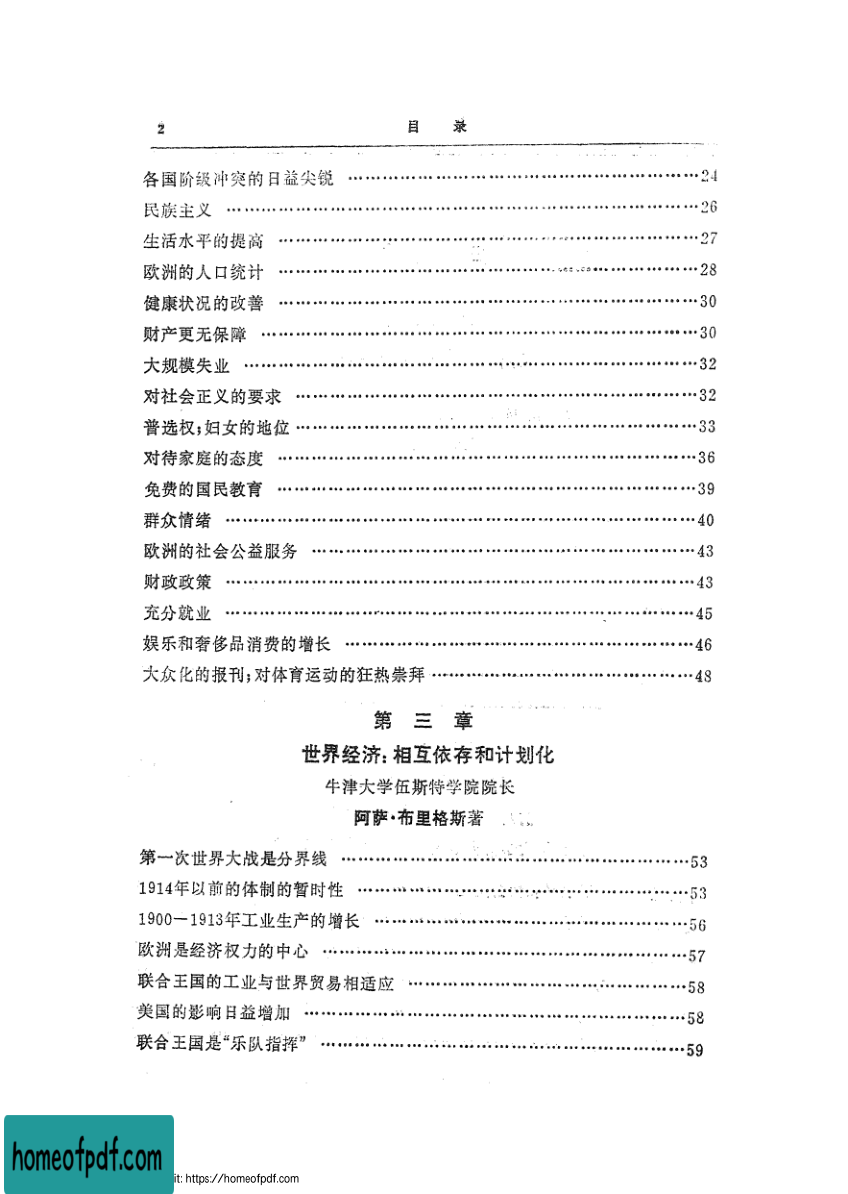 2 目 录
各国阶级冲突的日益尖锐 ……………………………………………………24
民族主义 ……………………………………………………………………26
生活水平的提高 ……………………………………………………………27
欧洲的人口统计 ……………………………………………………………28
健康状况的改善 ……………………………………………………………30
财产更无保障 ………………………………………………………………30
大规模失业 …………………………………………………………………32
对社会正义的要求 …………………………………………………………32
普选权;妇女的地位 …………………………………………………………33
对待家庭的态度 ……………………………………………………………36
免费的国民教育 ……………………………………………………………39
群众情绪 ……………………………………………………………………40
欧洲的社会公益服务 ………………………………………………………43
财政政策 ……………………………………………………………………43
充分就业 ……………………………………………………………………45
娱乐和奢侈品消费的增长 …………………………………………………46
大众化的报刊;对体育运动的狂热崇拜 ……………………………………48
第 三 章
世界经济:相互依存和计划化
牛津大学伍斯特学院院长
阿萨·布里格斯著
第一次世界大战是分界线 …………………………………………………53
1914年以前的体制的暂时性 ………………………………………………53
1900—1913年工业生产的增长 ……………………………………………56
欧洲是经济权力的中心 ……………………………………………………57
联合王国的工业与世界贸易相适应 ………………………………………58
美国的影响日益增加 ………………………………………………………58
联合王国是“乐队指挥” ……………………………………………………59
homeofpdf.com
it: https://homeofpdf.com